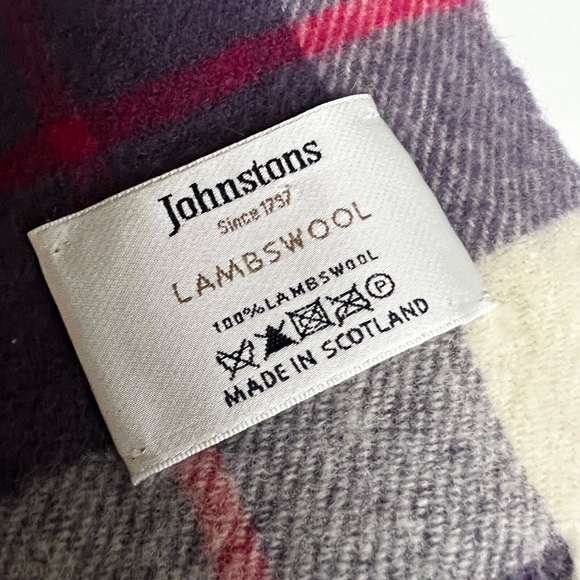 Johnstons
Since 1797
LAMBSWOOL
100% LAMBSWOOL
P
MADE IN SCOTLAND